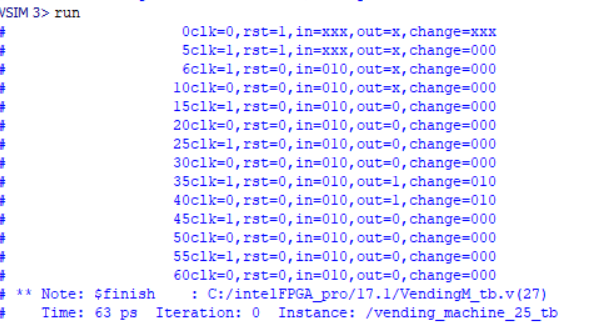 VSIM 3> run
# 0clk=0,rst=1,in=xxx,out=x,change=xxx
# 5clk=1,rst=1,in=xxx,out=x,change=000
# 6clk=1,rst=0,in=010,out=x,change=000
# 10clk=0,rst=0,in=010,out=x,change=000
# 15clk=1,rst=0,in=010,out=0,change=000
# 20clk=0,rst=0,in=010,out=0,change=000
# 25clk=1,rst=0,in=010,out=0,change=000
# 30clk=0,rst=0,in=010,out=0,change=000
# 35clk=1,rst=0,in=010,out=1,change=010
# 40clk=0,rst=0,in=010,out=1,change=010
# 45clk=1,rst=0,in=010,out=0,change=000
# 50clk=0,rst=0,in=010,out=0,change=000
# 55clk=1,rst=0,in=010,out=0,change=000
# 60clk=0,rst=0,in=010,out=0,change=000
# ** Note: $finish : C:/intelFPGA_pro/17.1/VendingM_tb.v(27)
# Time: 63 ps Iteration: 0 Instance: /vending_machine_25_tb